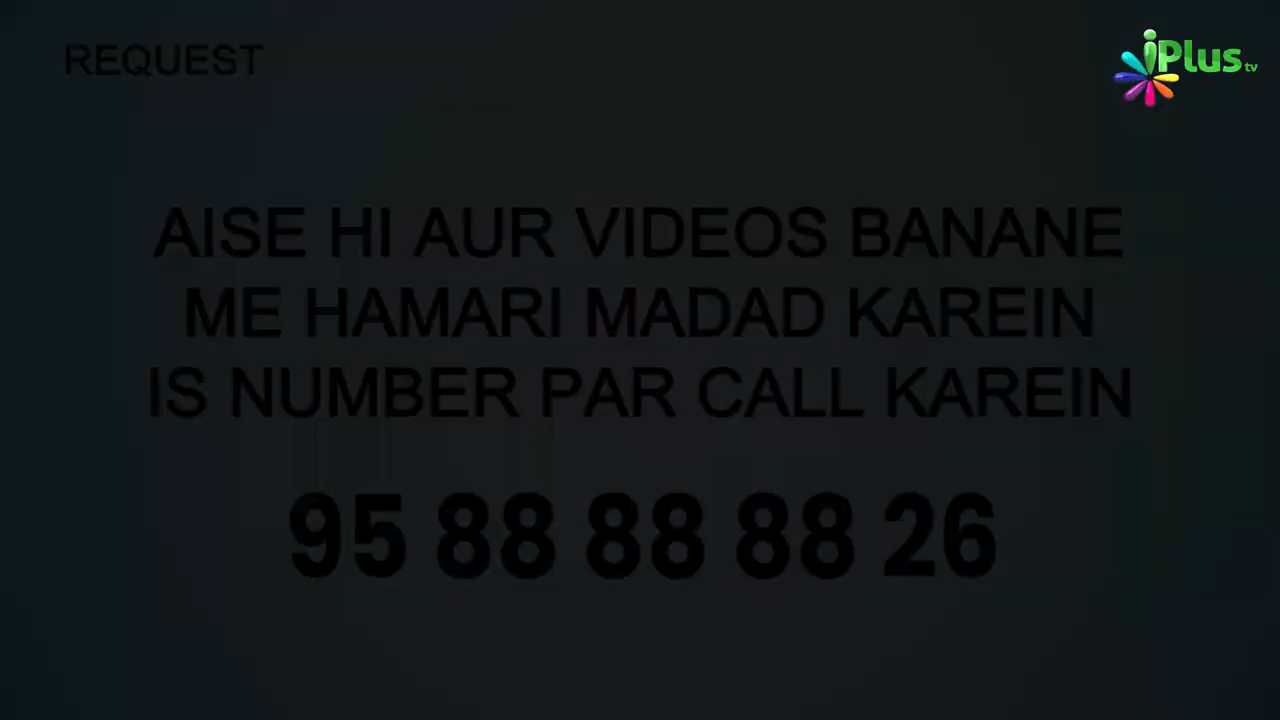 REQUEST
iPlus tv
AISE HI AUR VIDEOS BANANE
ME HAMARI MADAD KAREIN
IS NUMBER PAR CALL KAREIN
95 88 88 88 26